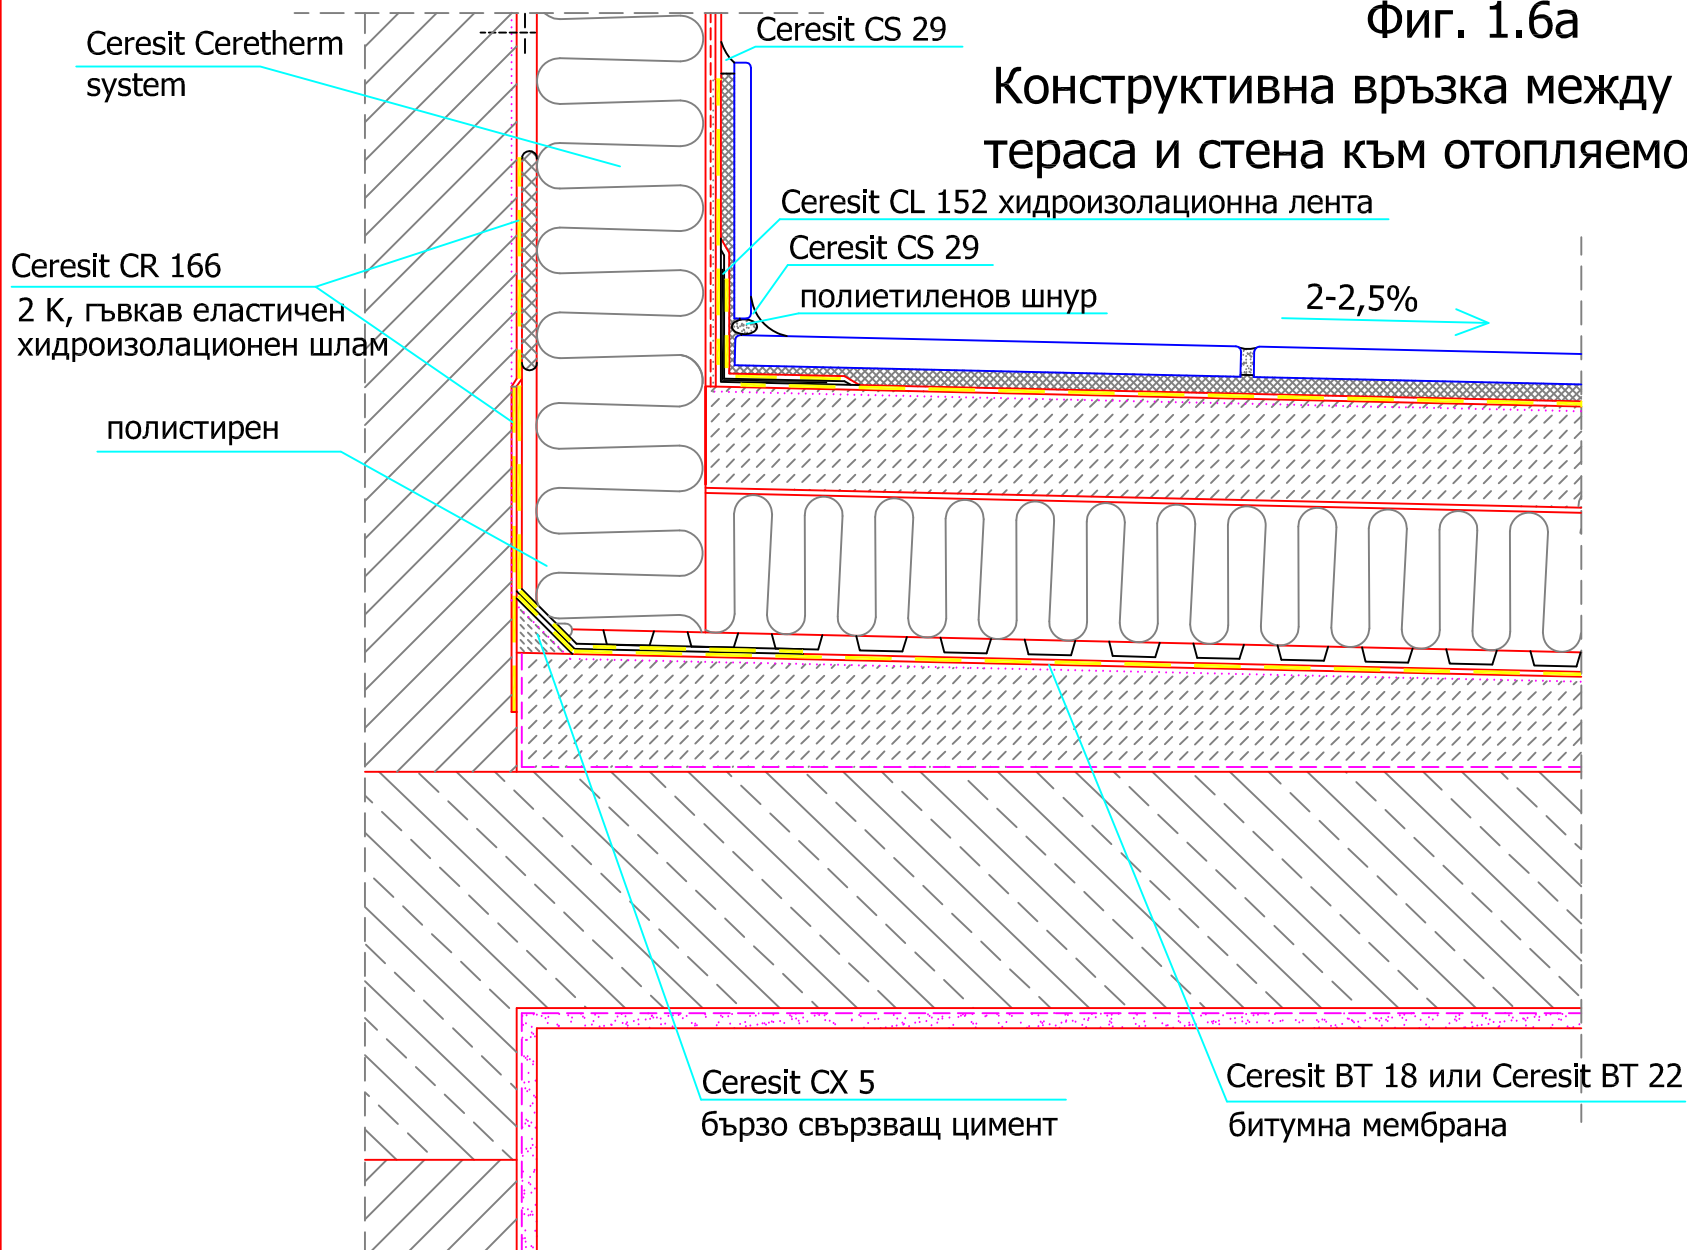 Фиг. 1.6а
Конструктивна връзка между
тераса и стена към отопляемо
Ceresit Ceretherm
system
Ceresit CS 29
Ceresit CL 152 хидроизолационна лента
Ceresit CS 29
полиетиленов шнур
2-2,5%
Ceresit CR 166
2 К, гъвкав еластичен
хидроизолационен шлам
полистирен
Ceresit CX 5
бързо свързващ цимент
Ceresit BT 18 или Ceresit BT 22
битумна мембрана